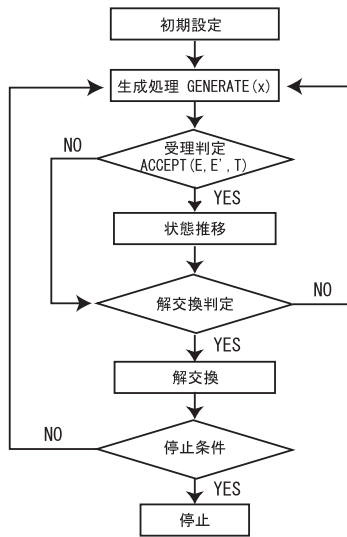 初期設定
生成処理 GENERATE(x)
NO
受理判定
ACCEPT(E,E',T)
YES
状態推移
解交換判定
NO
YES
解交換
NO
停止条件
YES
停止